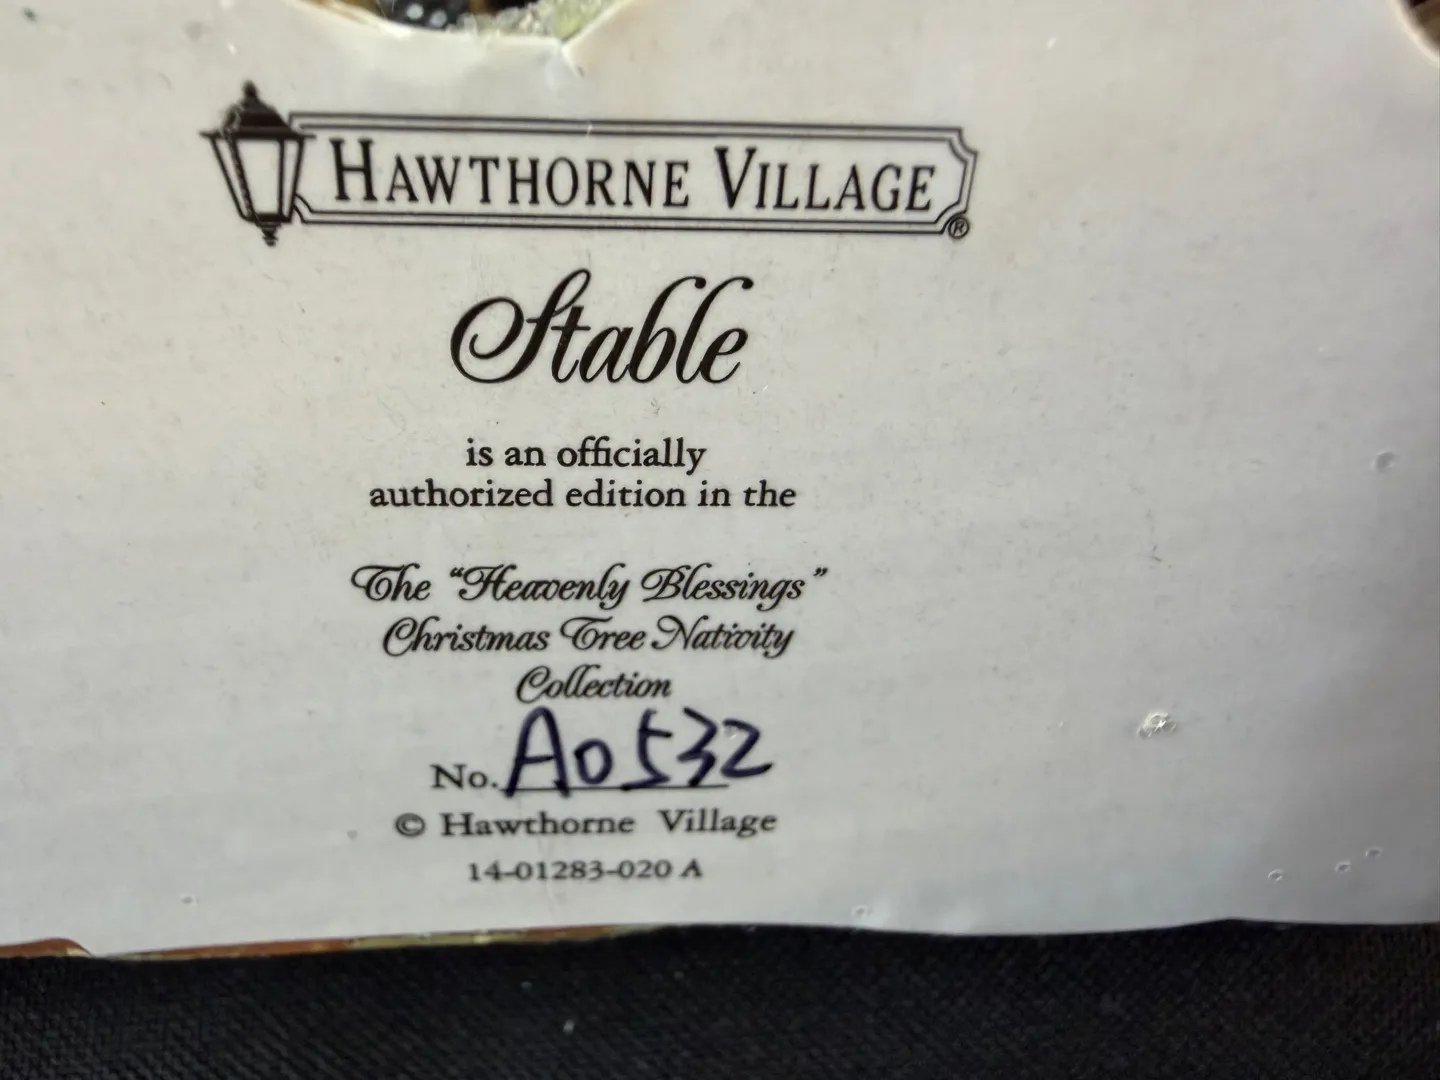 HAWTHORNE VILLAGE ®
Stable
is an officially
authorized edition in the
The “Heavenly Blessings”
Christmas Tree Nativity
Collection
No. A0532
© Hawthorne Village
14-01283-020 A